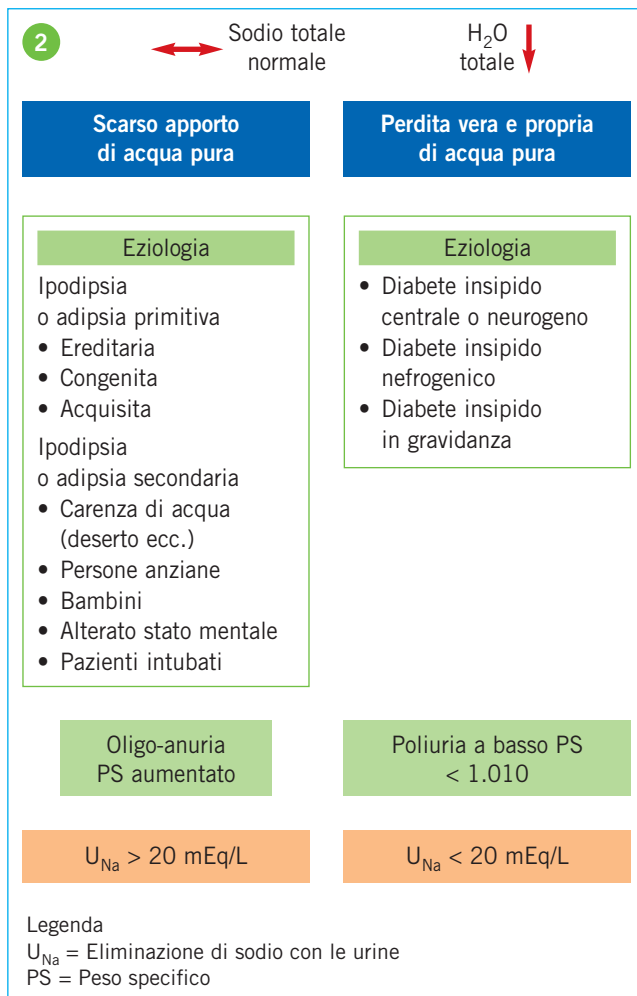 2
Sodio totale
normale
H₂O
totale
Scarso apporto
di acqua pura
Eziologia
Ipodipsia
o adipsia primitiva
• Ereditaria
• Congenita
• Acquisita
Ipodipsia
o adipsia secondaria
• Carenza di acqua
(deserto ecc.)
• Persone anziane
• Bambini
• Alterato stato mentale
• Pazienti intubati
Oligo-anuria
PS aumentato
U_Na > 20 mEq/L
Perdita vera e propria
di acqua pura
Eziologia
• Diabete insipido
centrale o neurogeno
• Diabete insipido
nefrogenico
• Diabete insipido
in gravidanza
Poliuria a basso PS
< 1.010
U_Na < 20 mEq/L
Legenda
U_Na = Eliminazione di sodio con le urine
PS = Peso specifico